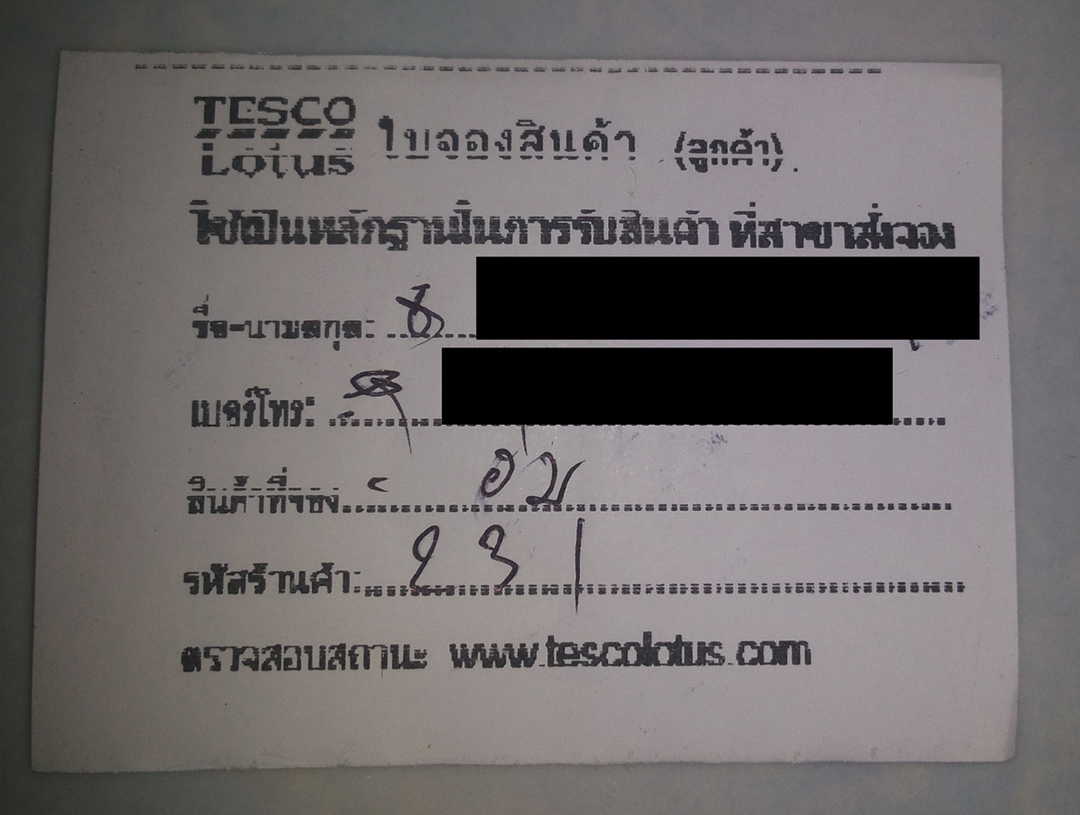 TESCO
Lotus
ใบจองสินค้า (ลูกค้า).
ใช้เป็นหลักฐานในการรับสินค้า ที่สาขาสั่งจอง
ชื่อ-นามสกุล:
เบอร์โทร:
สินค้าที่จอง
รหัสร้านค้า: 231
ตรวจสอบสถานะ www.tescolotus.com